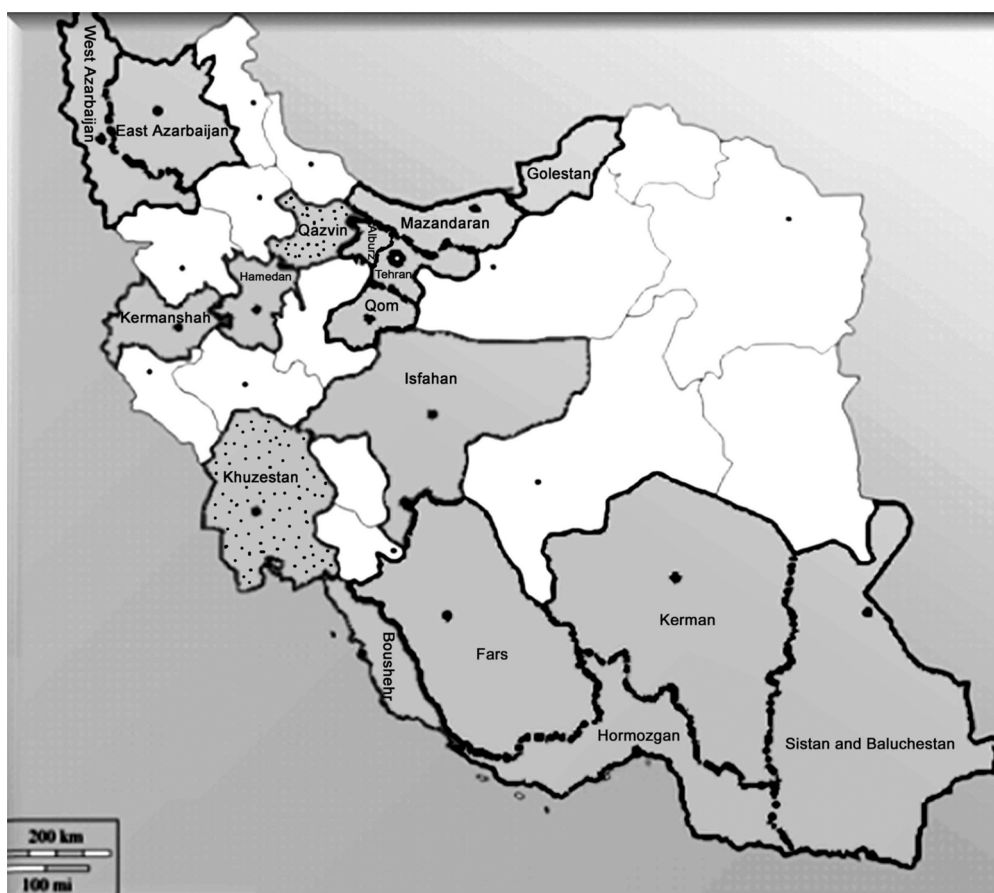 West Azarbaijan
East Azarbaijan
Golestan
Mazandaran
Qazvin
Alburz
Tehran
Hamedan
Qom
Kermanshah
Isfahan
Khuzestan
Kerman
Fars
Boushehr
Hormozgan
Sistan and Baluchestan
200 km
100 mi